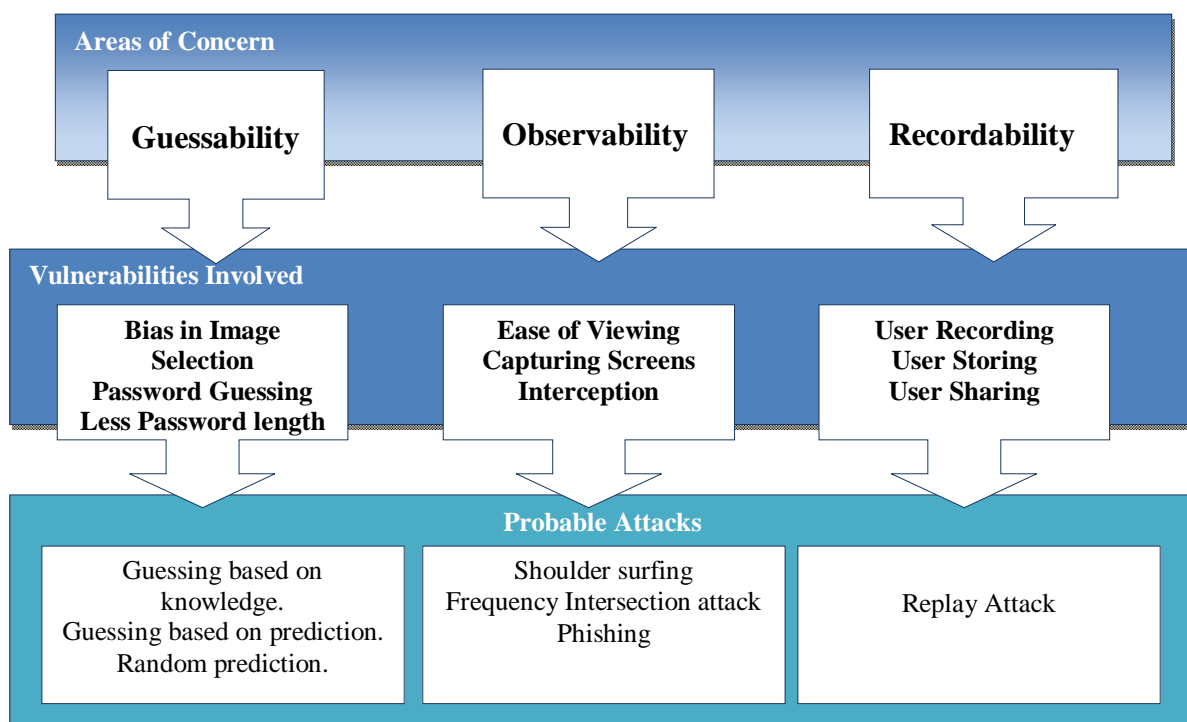 Areas of Concern
Guessability
Observability
Recordability
Vulnerabilities Involved
Bias in Image
Selection
Password Guessing
Less Password length
Ease of Viewing
Capturing Screens
Interception
User Recording
User Storing
User Sharing
Probable Attacks
Guessing based on
knowledge.
Guessing based on prediction.
Random prediction.
Shoulder surfing
Frequency Intersection attack
Phishing
Replay Attack